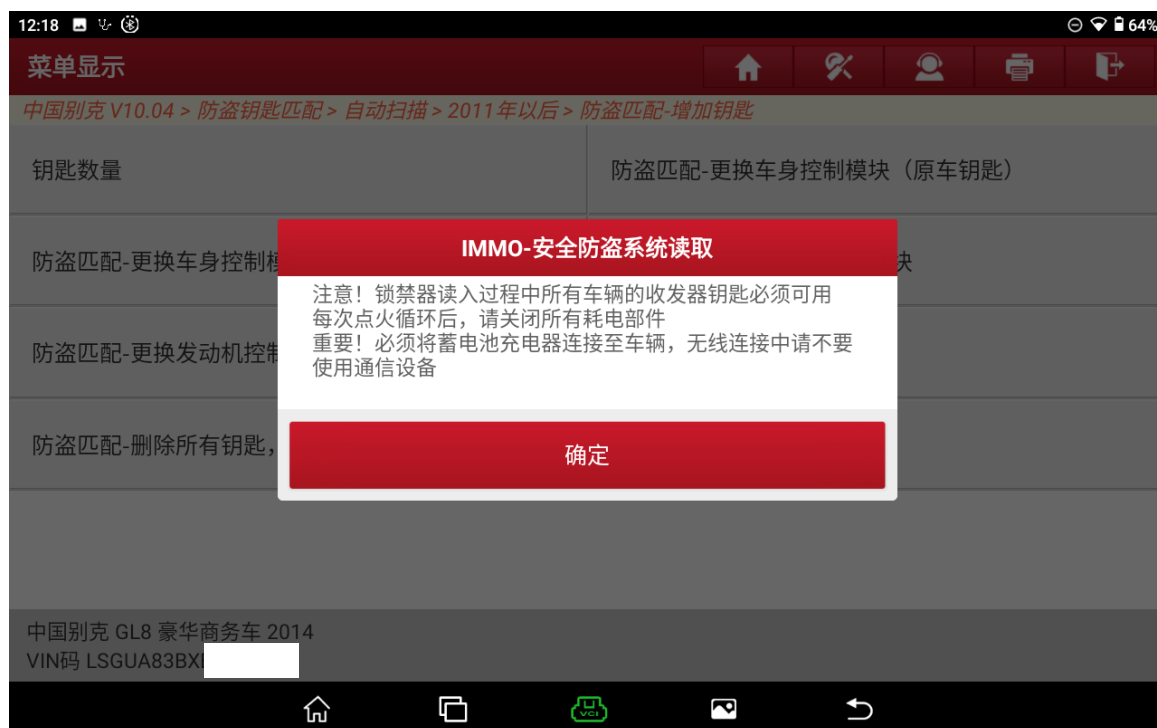 12:18
64%
菜单显示
中国别克 V10.04 > 防盗钥匙匹配 > 自动扫描 > 2011年以后 > 防盗匹配-增加钥匙
钥匙数量
防盗匹配-更换车身控制模块（原车钥匙）
防盗匹配-更换车身控制
块
IMMO-安全防盗系统读取
注意！锁禁器读入过程中所有车辆的收发器钥匙必须可用
每次点火循环后，请关闭所有耗电部件
重要！必须将蓄电池充电器连接至车辆，无线连接中请不要
使用通信设备
防盗匹配-更换发动机控制
防盗匹配-删除所有钥匙，
确定
中国别克 GL8 豪华商务车 2014
VIN码 LSGUA83BX
VCI